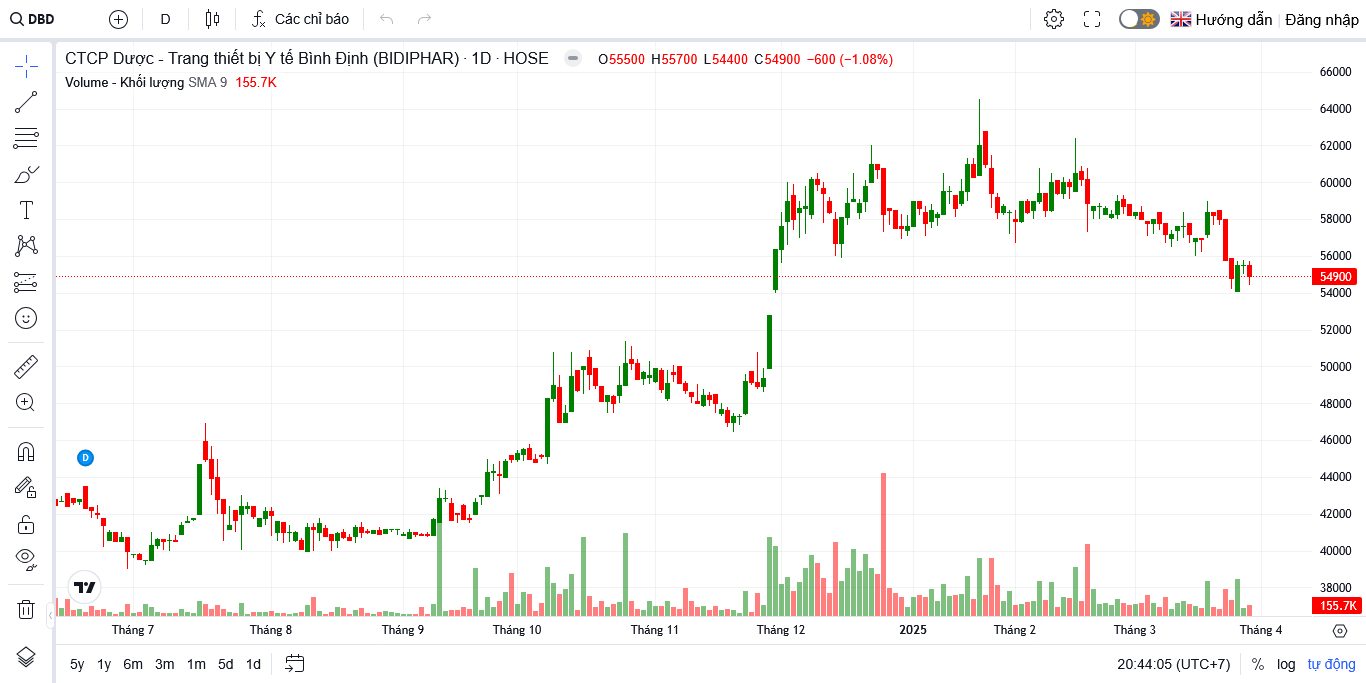 DBD D Các chỉ báo Hướng dẫn Đăng nhập
CTCP Dược - Trang thiết bị Y tế Bình Định (BIDIPHAR) · 1D · HOSE O55500 H55700 L54400 C54900 −600 (−1.08%)
Volume - Khối lượng SMA 9 155.7K
66000
64000
62000
60000
58000
56000
54900
54000
52000
50000
48000
46000
D
44000
42000
40000
38000
155.7K
Tháng 7 Tháng 8 Tháng 9 Tháng 10 Tháng 11 Tháng 12 2025 Tháng 2 Tháng 3 Tháng 4
5y 1y 6m 3m 1m 5d 1d 20:44:05 (UTC+7) % log tự động